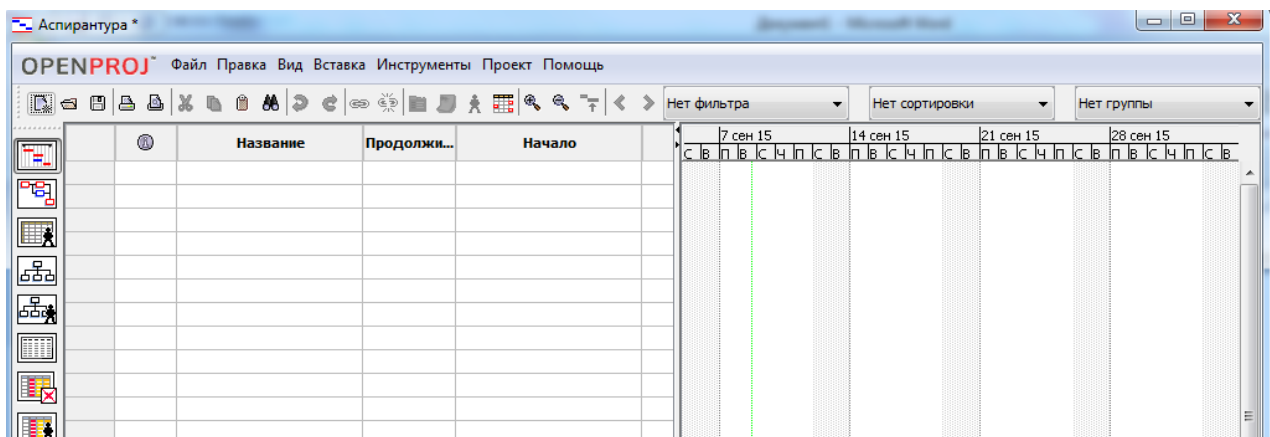 Аспирантура *
OPENPROJ™ Файл Правка Вид Вставка Инструменты Проект Помощь
Нет фильтра Нет сортировки Нет группы
Название Продолжи... Начало
7 сен 15 14 сен 15 21 сен 15 28 сен 15
С В П В С Ч П С В П В С Ч П С В П В С Ч П С В П В С Ч П С В